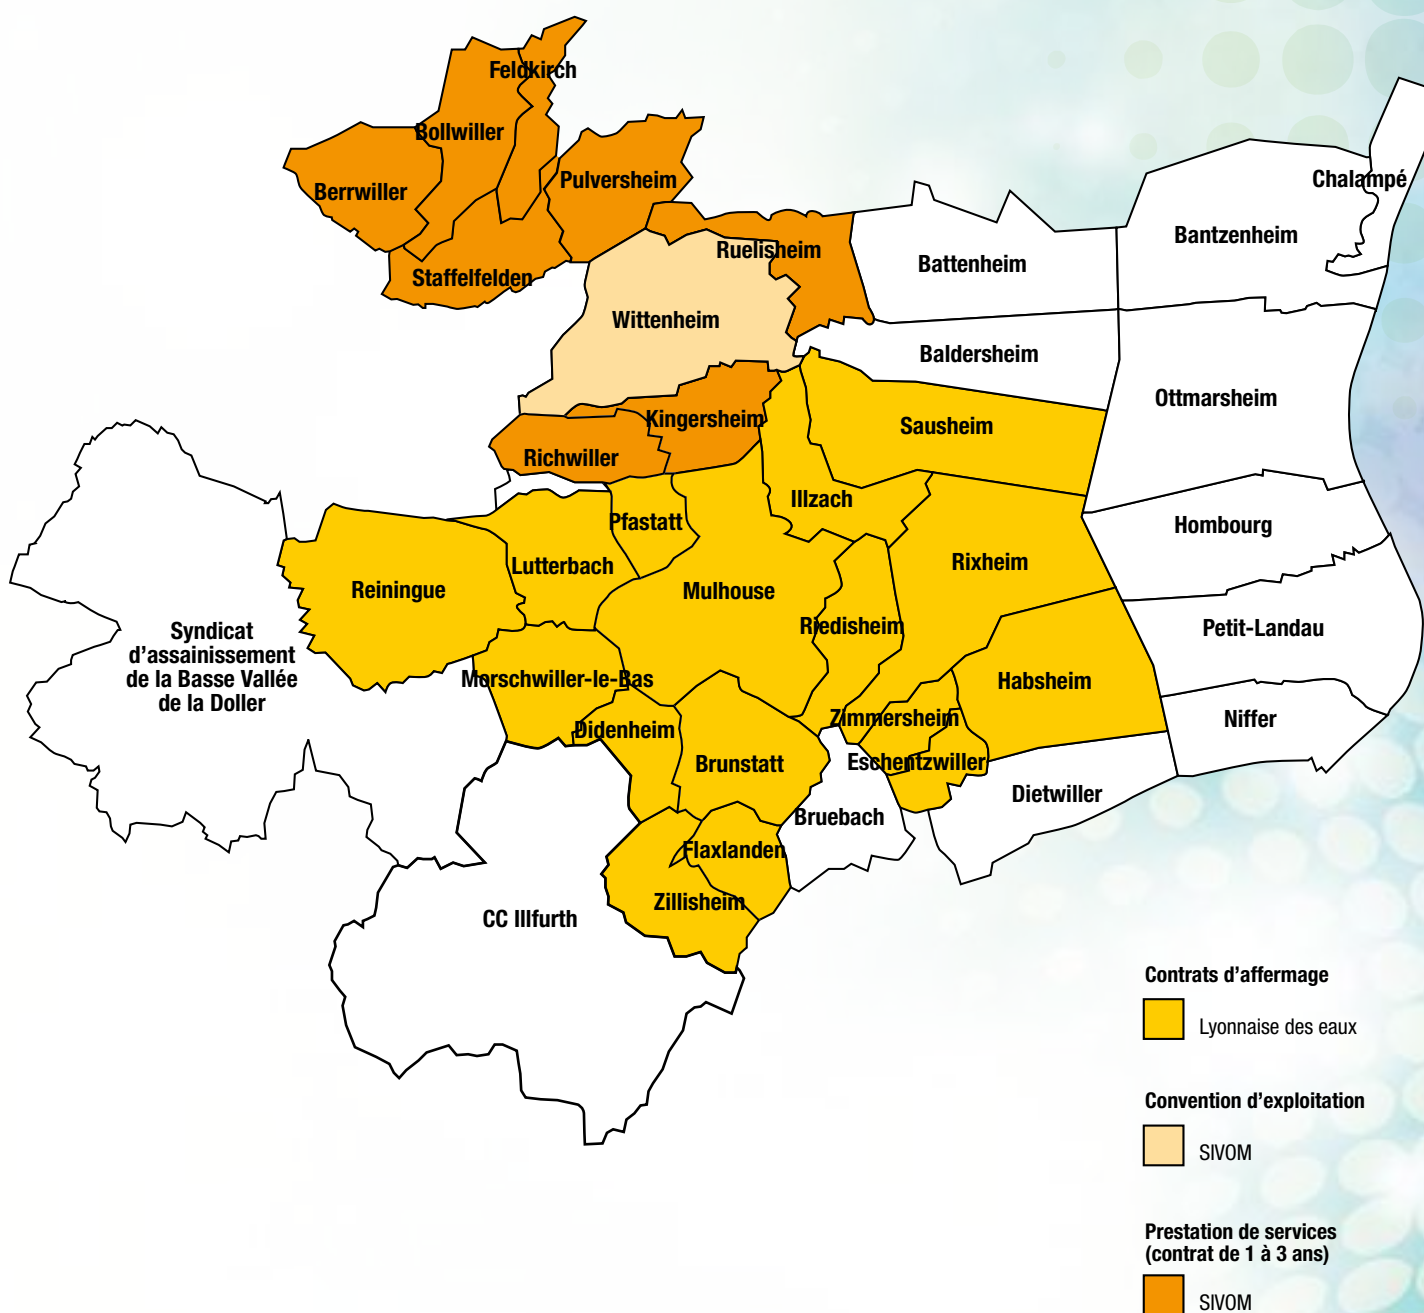 Feldkirch
Bollwiller
Berrwiller
Pulversheim
Chalampé
Bantzenheim
Ruelisheim
Battenheim
Staffelfelden
Wittenheim
Baldersheim
Ottmarsheim
Kingersheim
Sausheim
Richwiller
Illzach
Pfastatt
Hombourg
Lutterbach
Rixheim
Reiningue
Mulhouse
Riedisheim
Petit-Landau
Syndicat
d'assainissement
de la Basse Vallée
de la Doller
Morschwiller-le-Bas
Habsheim
Zimmersheim
Niffer
Didenheim
Brunstatt
Eschentzwiller
Dietwiller
Bruebach
Flaxlanden
Zillisheim
CC Illfurth
Contrats d'affermage
Lyonnaise des eaux
Convention d'exploitation
SIVOM
Prestation de services
(contrat de 1 à 3 ans)
SIVOM